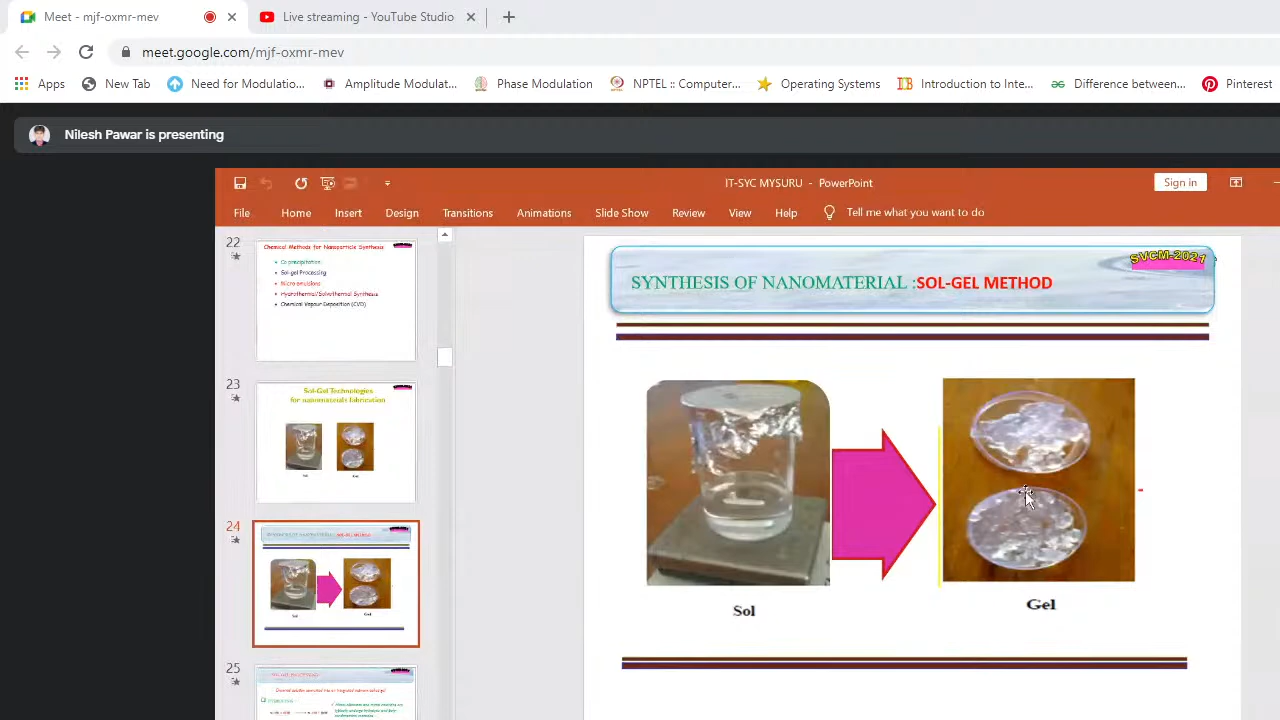 Meet - mjf-oxmr-mev
Live streaming - YouTube Studio
meet.google.com/mjf-oxmr-mev
Apps
New Tab
Need for Modulatio...
Amplitude Modulat...
Phase Modulation
NPTEL :: Computer...
Operating Systems
Introduction to Inte...
Difference between...
Pinterest
Nilesh Pawar is presenting
IT-SYC MYSURU - PowerPoint
Sign in
File
Home
Insert
Design
Transitions
Animations
Slide Show
Review
View
Help
Tell me what you want to do
22
Chemical Methods for Nanoparticle Synthesis
Co precipitation
Sol-gel Processing
Micro emulsions
Hydrothermal/Solvothermal Synthesis
Chemical Vapour Deposition (CVD)
23
Sol-Gel Technologies
for nanomaterials fabrication
Sol
Gel
24
Sol
Gel
25
SVCM-2021
SYNTHESIS OF NANOMATERIAL :SOL-GEL METHOD
Sol
Gel